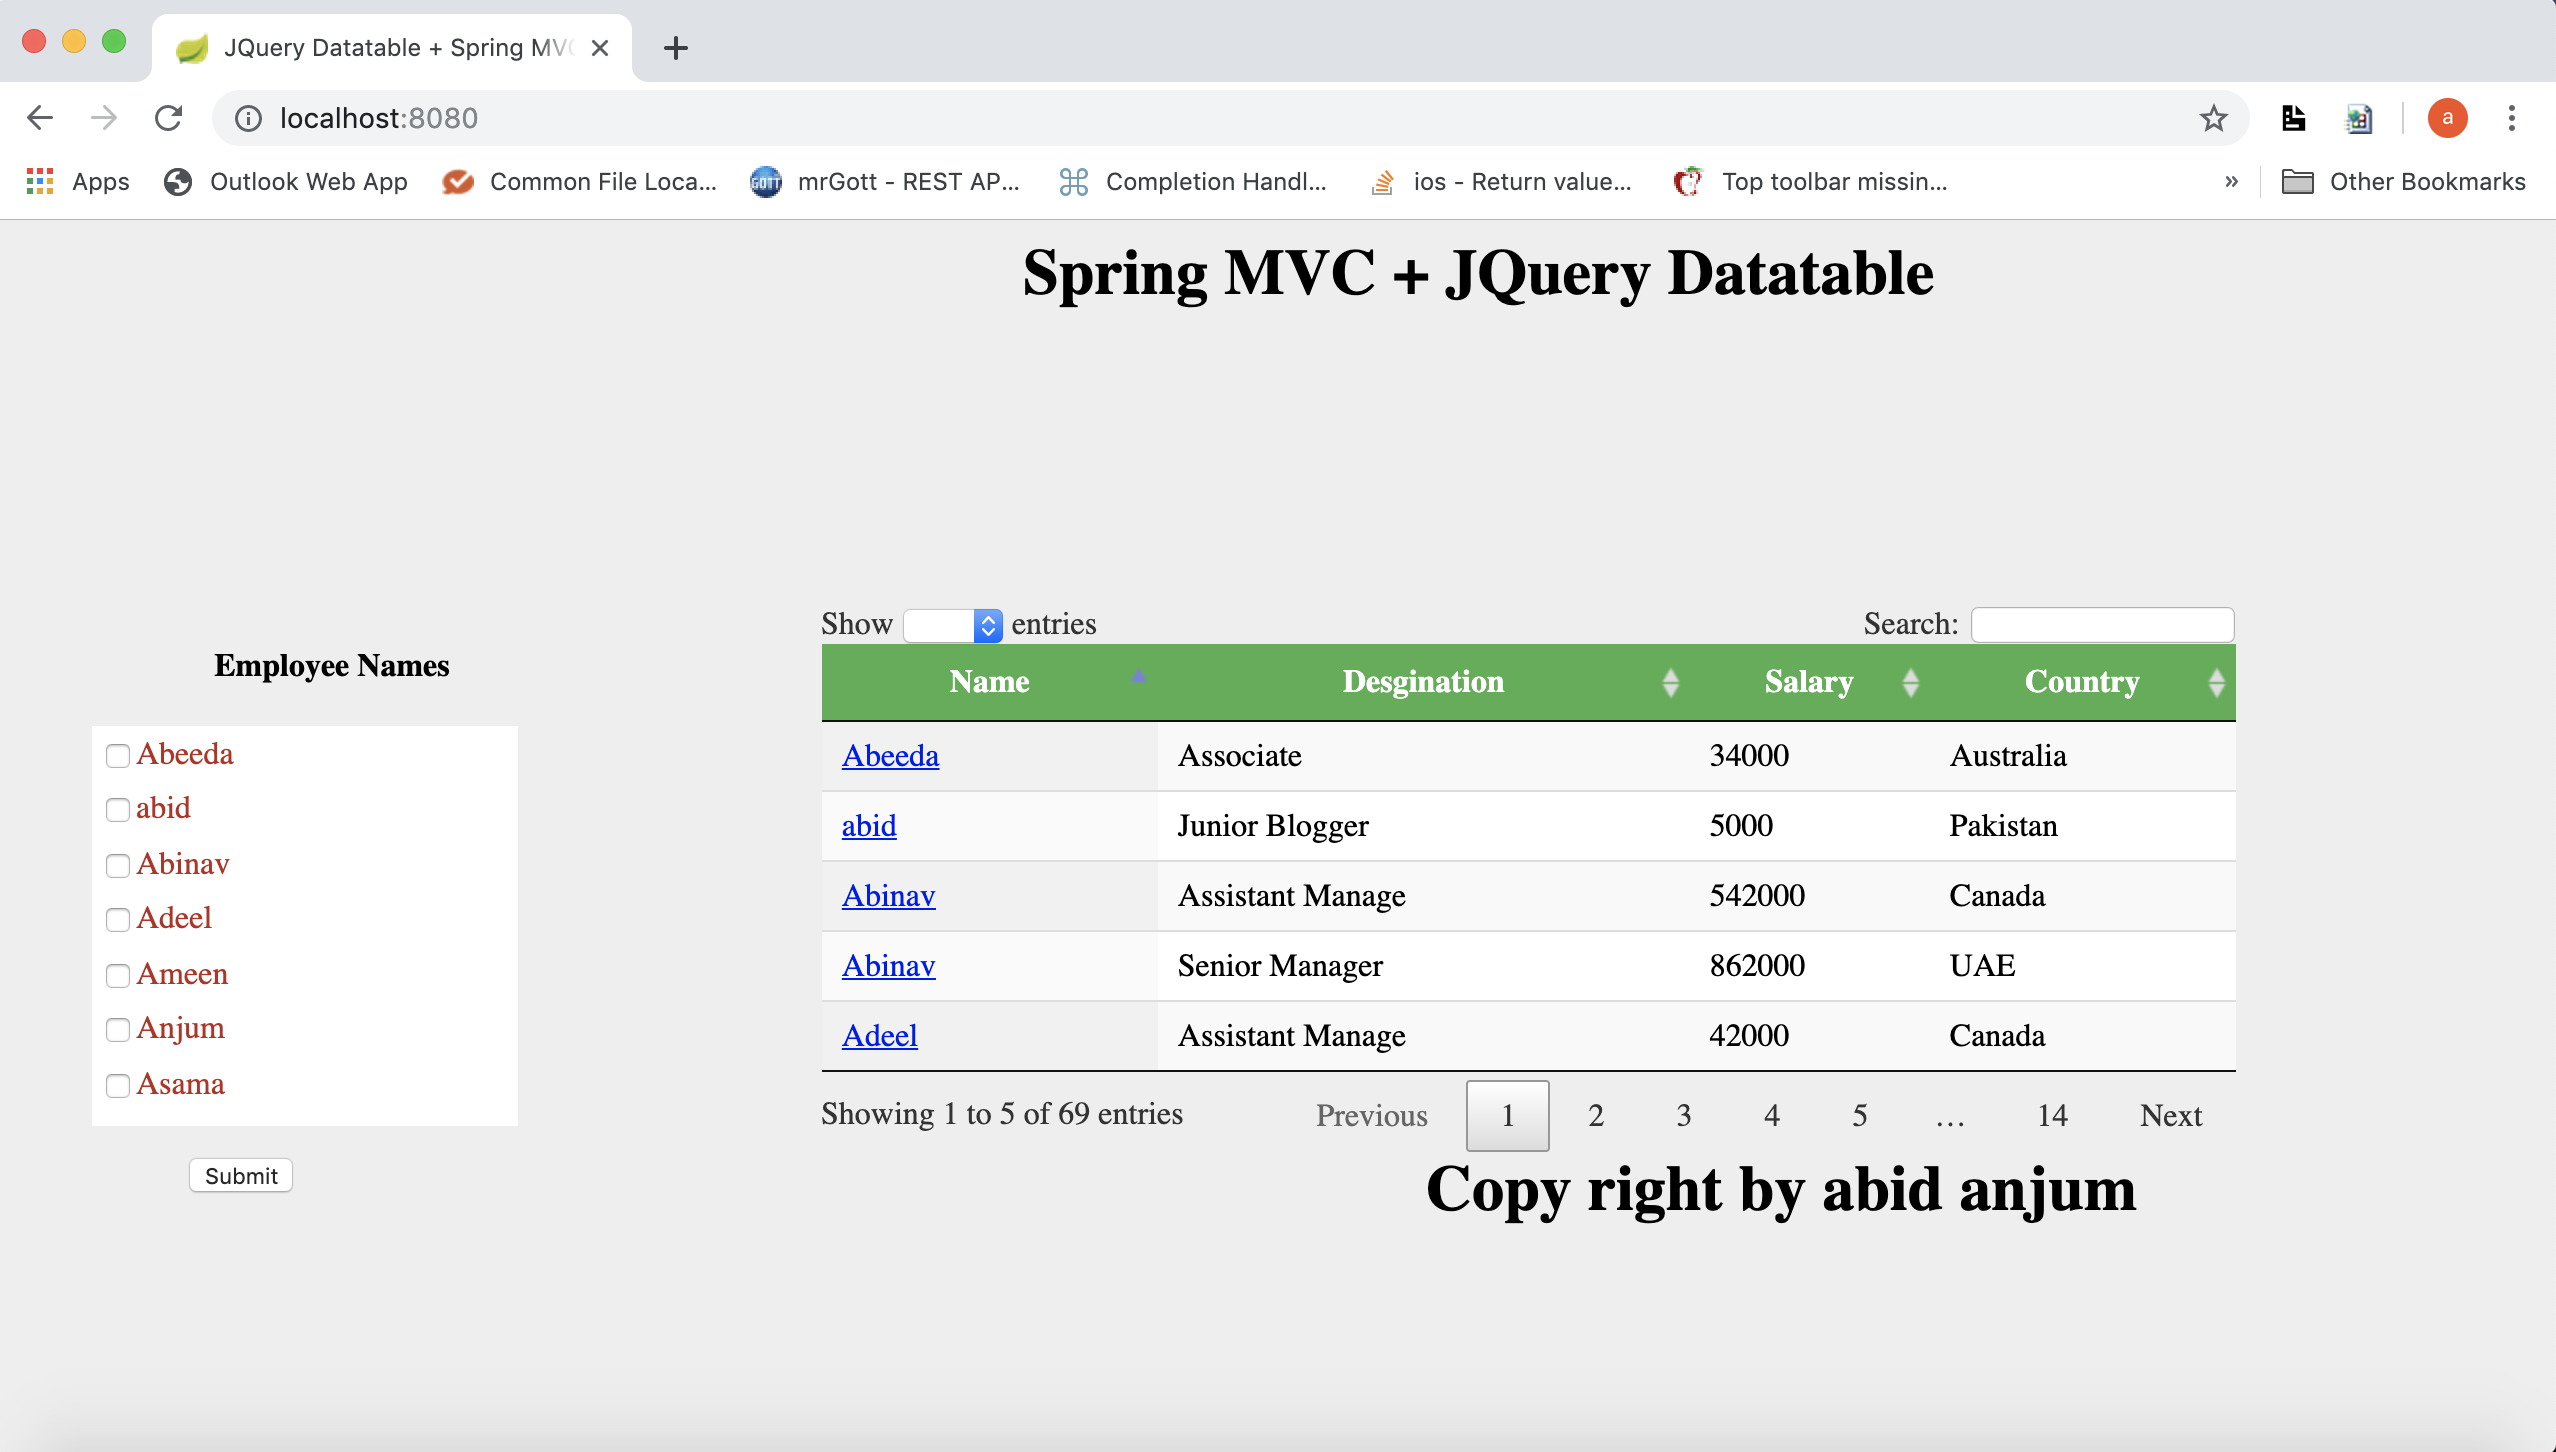 JQuery Datatable + Spring MVC
localhost:8080
a
Apps Outlook Web App Common File Loca... mrGott - REST AP... Completion Handl... ios - Return value... Top toolbar missin... » Other Bookmarks
Spring MVC + JQuery Datatable
Show entries Search:
Employee Names
Abeeda
abid
Abinav
Adeel
Ameen
Anjum
Asama
Submit
Name Desgination Salary Country
Abeeda Associate 34000 Australia
abid Junior Blogger 5000 Pakistan
Abinav Assistant Manage 542000 Canada
Abinav Senior Manager 862000 UAE
Adeel Assistant Manage 42000 Canada
Showing 1 to 5 of 69 entries Previous 1 2 3 4 5 … 14 Next
Copy right by abid anjum